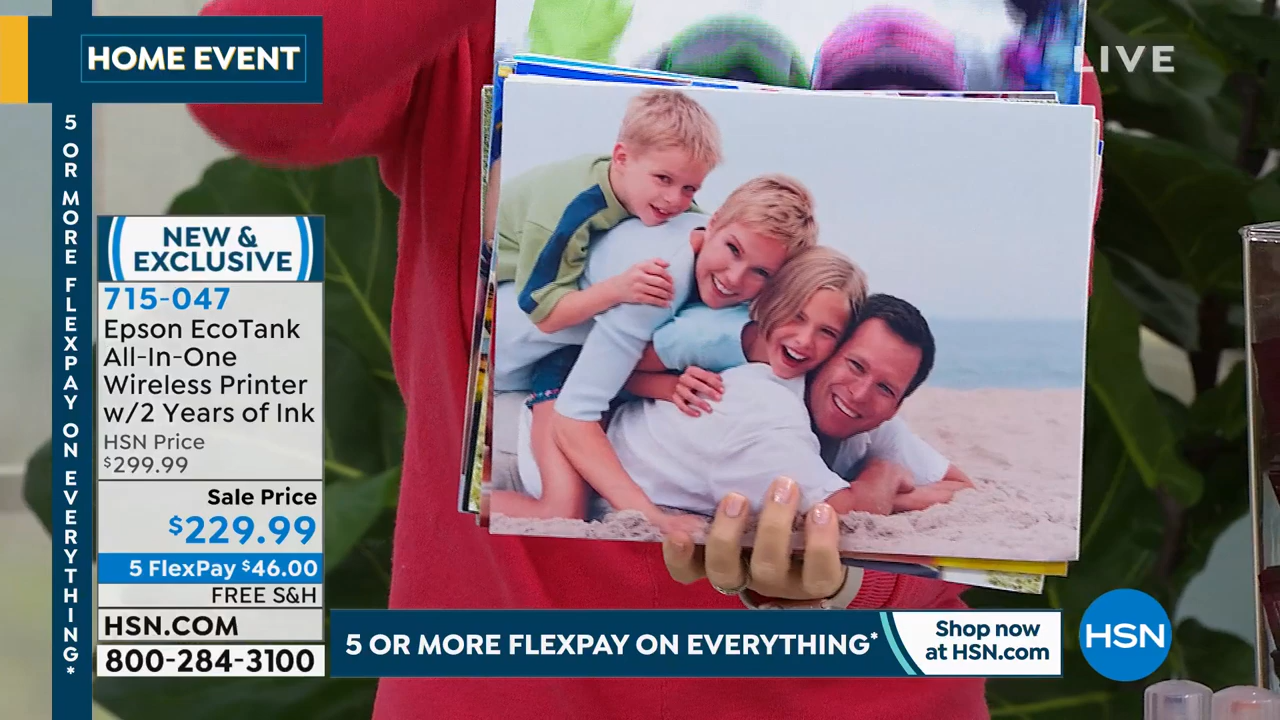 HOME EVENT
LIVE
5 OR MORE FLEXPAY ON EVERYTHING*
NEW &
EXCLUSIVE
715-047
Epson EcoTank
All-In-One
Wireless Printer
w/2 Years of Ink
HSN Price
$299.99
Sale Price
$229.99
5 FlexPay $46.00
FREE S&H
HSN.COM
800-284-3100
5 OR MORE FLEXPAY ON EVERYTHING*
Shop now
at HSN.com
HSN